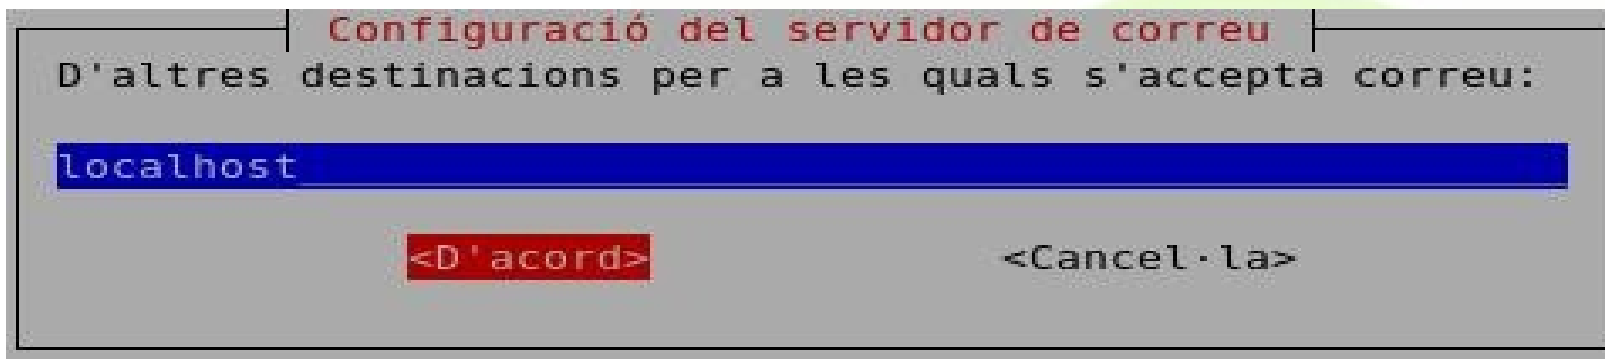 Configuració del servidor de correu
D'altres destinacions per a les quals s'accepta correu:
localhost
<D'acord> <Cancel·la>